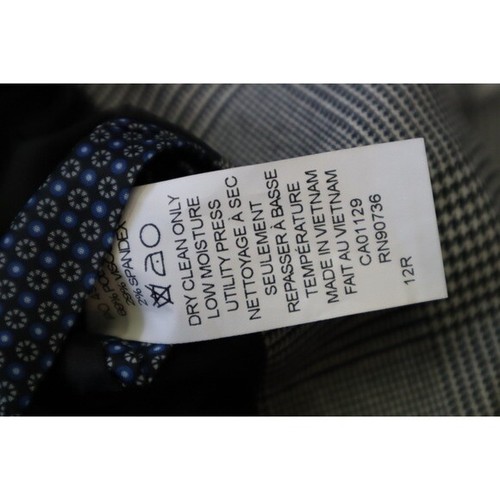 2% SPANDEX
DRY CLEAN ONLY
LOW MOISTURE
UTILITY PRESS
NETTOYAGE À SEC
SEULEMENT
REPASSER À BASSE
TEMPÉRATURE
MADE IN VIETNAM
FAIT AU VIETNAM
CA01129
RN90736
12R